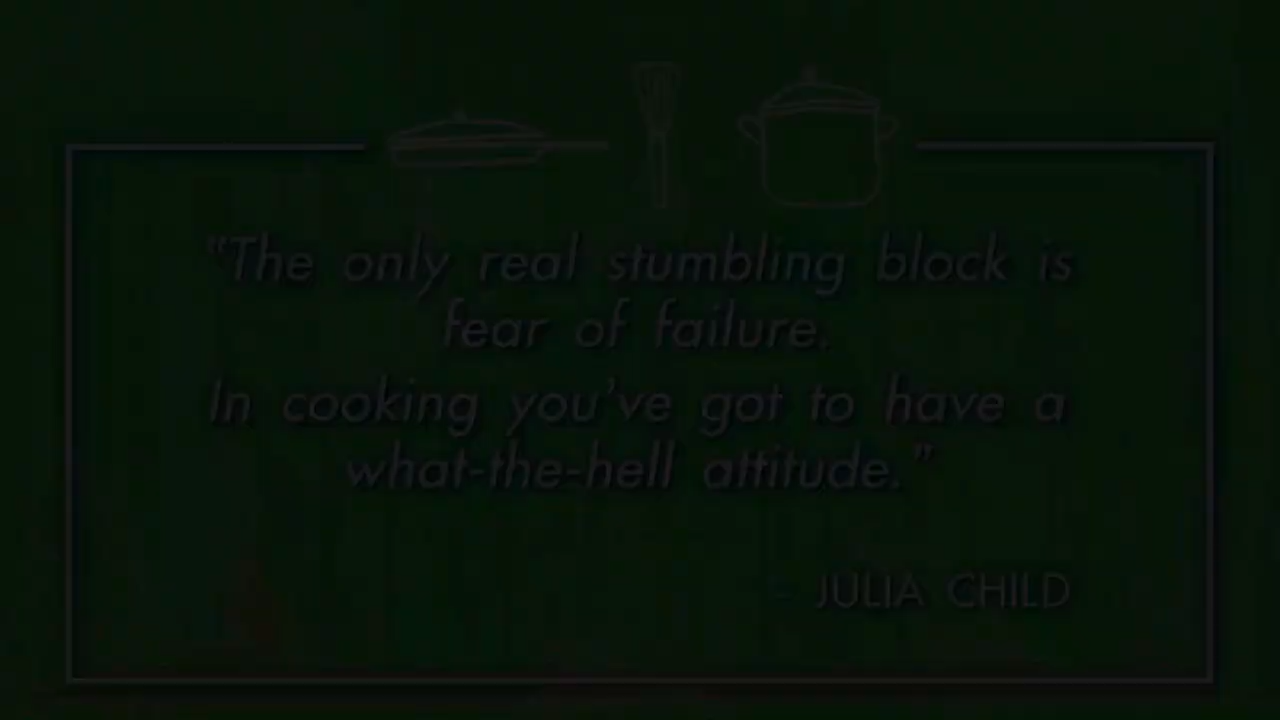 "The only real stumbling block is
fear of failure.
In cooking you've got to have a
what-the-hell attitude."
- JULIA CHILD